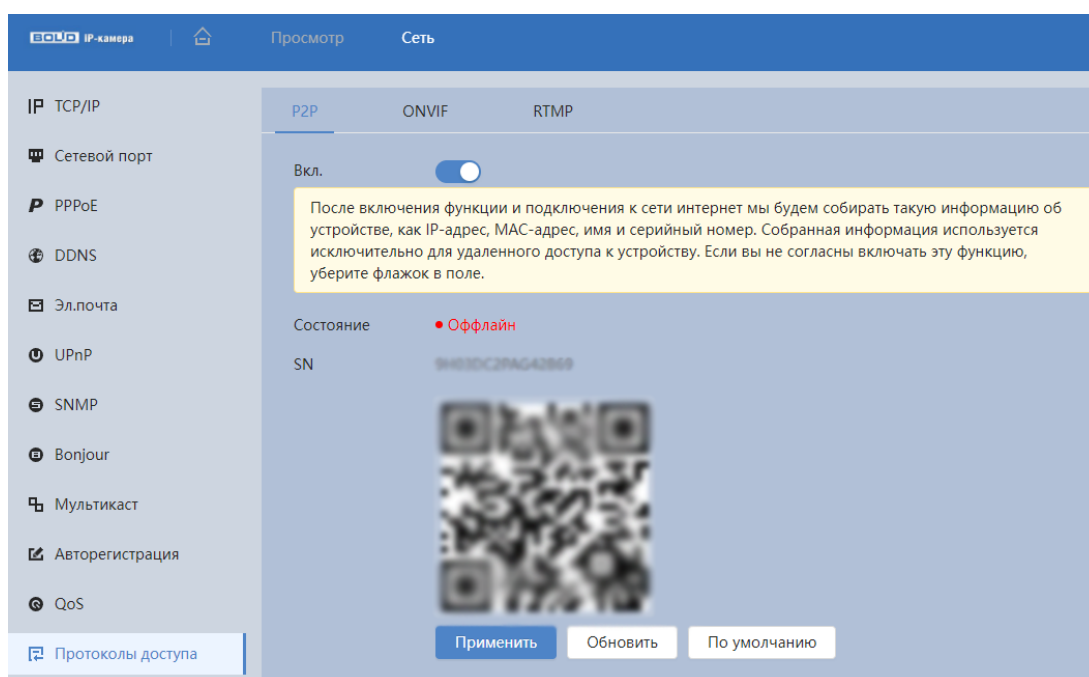 BOLID IP-камера
Просмотр
Сеть
TCP/IP
Сетевой порт
PPPoE
DDNS
Эл.почта
UPnP
SNMP
Bonjour
Мультикаст
Авторегистрация
QoS
Протоколы доступа
P2P
ONVIF
RTMP
Вкл.
После включения функции и подключения к сети интернет мы будем собирать такую информацию об
устройстве, как IP-адрес, MAC-адрес, имя и серийный номер. Собранная информация используется
исключительно для удаленного доступа к устройству. Если вы не согласны включать эту функцию,
уберите флажок в поле.
Состояние
Оффлайн
SN
Применить
Обновить
По умолчанию